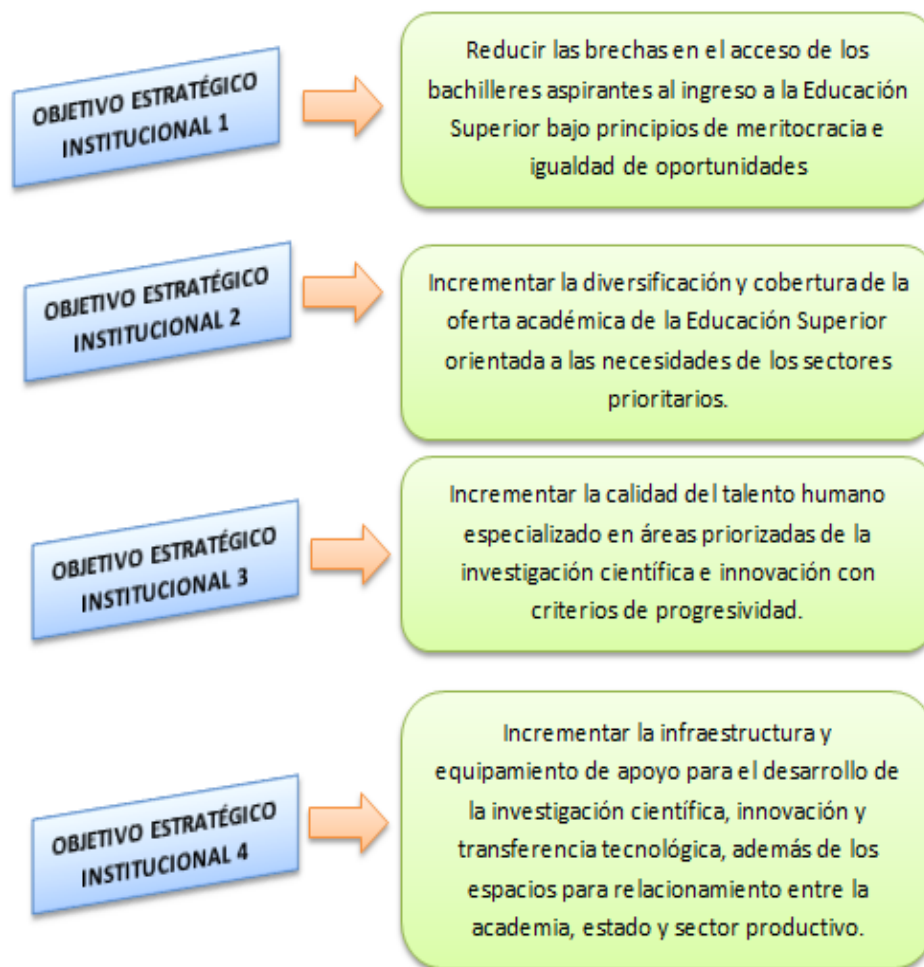 OBJETIVO ESTRATÉGICO
INSTITUCIONAL 1
Reducir las brechas en el acceso de los
bachilleres aspirantes al ingreso a la Educación
Superior bajo principios de meritocracia e
igualdad de oportunidades
OBJETIVO ESTRATÉGICO
INSTITUCIONAL 2
Incrementar la diversificación y cobertura de la
oferta académica de la Educación Superior
orientada a las necesidades de los sectores
prioritarios.
OBJETIVO ESTRATÉGICO
INSTITUCIONAL 3
Incrementar la calidad del talento humano
especializado en áreas priorizadas de la
investigación científica e innovación con
criterios de progresividad.
OBJETIVO ESTRATÉGICO
INSTITUCIONAL 4
Incrementar la infraestructura y
equipamiento de apoyo para el desarrollo de
la investigación científica, innovación y
transferencia tecnológica, además de los
espacios para relacionamiento entre la
academia, estado y sector productivo.